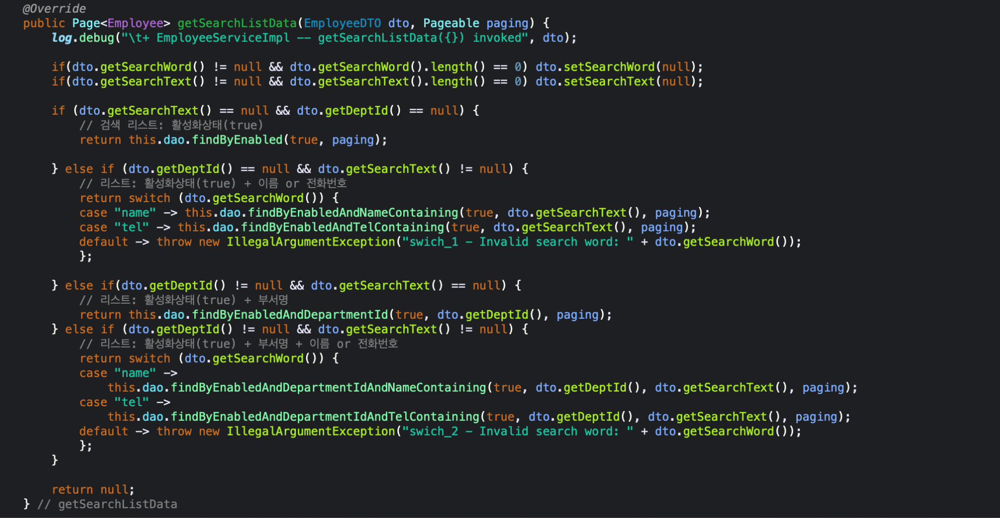 @Override
public Page<Employee> getSearchListData(EmployeeDTO dto, Pageable paging) {
log.debug("\t+ EmployeeServiceImpl -- getSearchListData({}) invoked", dto);
if(dto.getSearchWord() != null && dto.getSearchWord().length() == 0) dto.setSearchWord(null);
if(dto.getSearchText() != null && dto.getSearchText().length() == 0) dto.setSearchText(null);
if (dto.getSearchText() == null && dto.getDeptId() == null) {
// 검색 리스트: 활성화상태(true)
return this.dao.findByEnabled(true, paging);
} else if (dto.getDeptId() == null && dto.getSearchText() != null) {
// 리스트: 활성화상태(true) + 이름 or 전화번호
return switch (dto.getSearchWord()) {
case "name" -> this.dao.findByEnabledAndNameContaining(true, dto.getSearchText(), paging);
case "tel" -> this.dao.findByEnabledAndTelContaining(true, dto.getSearchText(), paging);
default -> throw new IllegalArgumentException("swich_1 - Invalid search word: " + dto.getSearchWord());
};
} else if(dto.getDeptId() != null && dto.getSearchText() == null) {
// 리스트: 활성화상태(true) + 부서명
return this.dao.findByEnabledAndDepartmentId(true, dto.getDeptId(), paging);
} else if (dto.getDeptId() != null && dto.getSearchText() != null) {
// 리스트: 활성화상태(true) + 부서명 + 이름 or 전화번호
return switch (dto.getSearchWord()) {
case "name" ->
this.dao.findByEnabledAndDepartmentIdAndNameContaining(true, dto.getDeptId(), dto.getSearchText(), paging);
case "tel" ->
this.dao.findByEnabledAndDepartmentIdAndTelContaining(true, dto.getDeptId(), dto.getSearchText(), paging);
default -> throw new IllegalArgumentException("swich_2 - Invalid search word: " + dto.getSearchWord());
};
}
return null;
} // getSearchListData